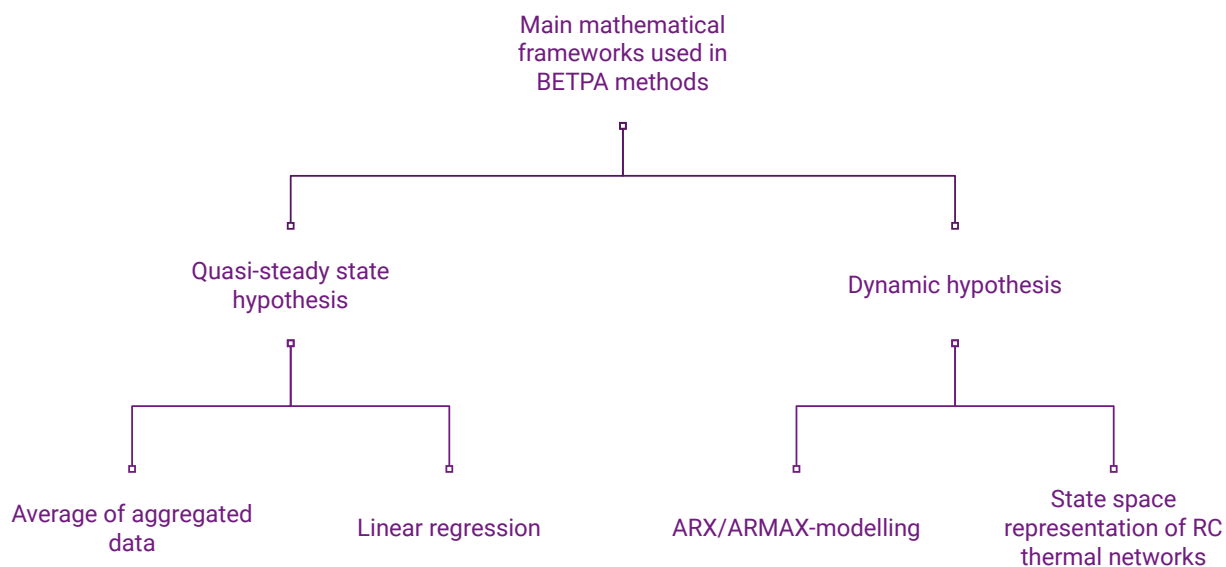 Main mathematical
frameworks used in
BETPA methods
Quasi-steady state
hypothesis
Dynamic hypothesis
Average of aggregated
data
Linear regression
ARX/ARMAX-modelling
State space
representation of RC
thermal networks